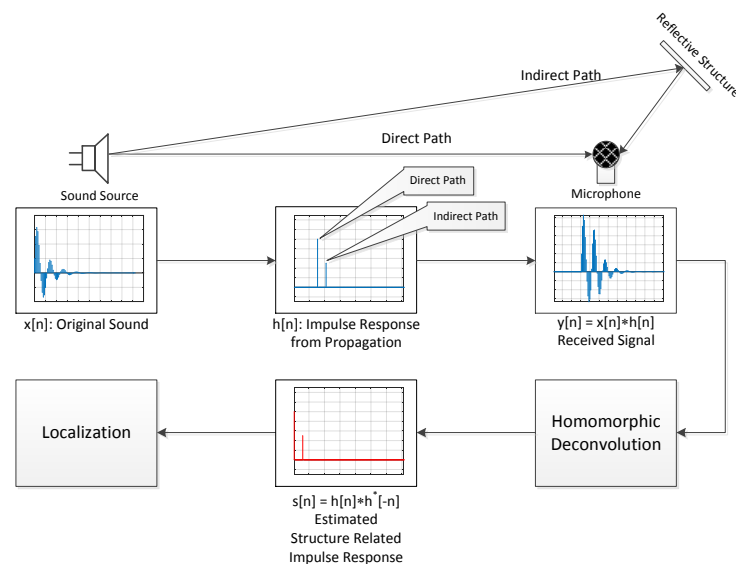 Reflective Structure
Indirect Path
Direct Path
Sound Source
Microphone
Direct Path
Indirect Path
x[n]: Original Sound
h[n]: Impulse Response
from Propagation
y[n] = x[n]∗h[n]
Received Signal
Localization
Homomorphic
Deconvolution
s[n] = h[n]∗h*[-n]
Estimated
Structure Related
Impulse Response